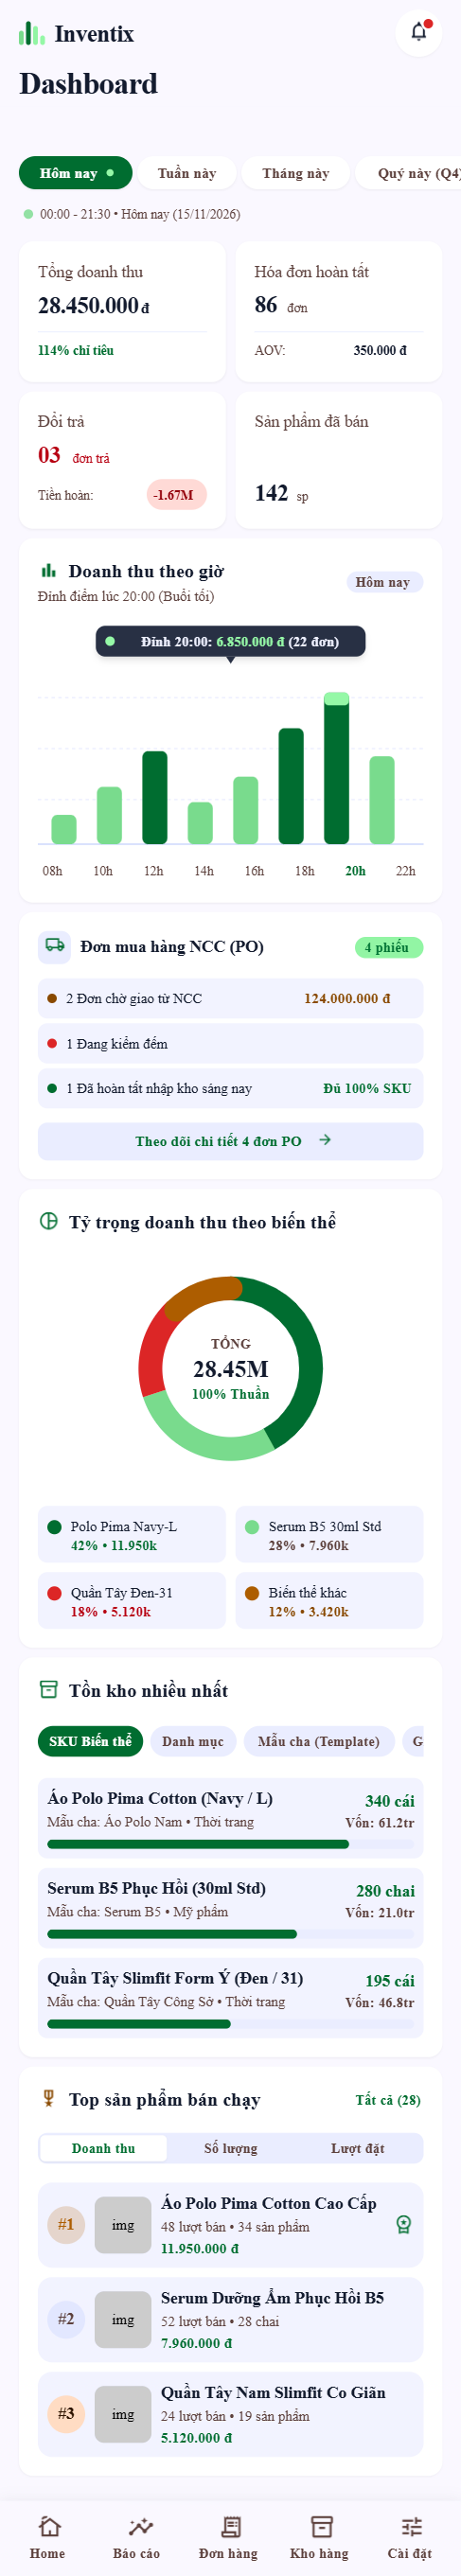 Inventix
Dashboard
Hôm nay
Tuần này
Tháng này
Quý này (Q4)
00:00 - 21:30 • Hôm nay (15/11/2026)
Tổng doanh thu
28.450.000 đ
114% chỉ tiêu
Hóa đơn hoàn tất
86 đơn
AOV: 350.000 đ
Đổi trả
03 đơn trả
Tiền hoàn: -1.67M
Sản phẩm đã bán
142 sp
Doanh thu theo giờ
Đỉnh điểm lúc 20:00 (Buổi tối)
Hôm nay
Đỉnh 20:00: 6.850.000 đ (22 đơn)
08h 10h 12h 14h 16h 18h 20h 22h
Đơn mua hàng NCC (PO)
4 phiếu
2 Đơn chờ giao từ NCC
124.000.000 đ
1 Đang kiểm đếm
1 Đã hoàn tất nhập kho sáng nay
Đủ 100% SKU
Theo dõi chi tiết 4 đơn PO
Tỷ trọng doanh thu theo biến thể
TỔNG
28.45M
100% Thuần
Polo Pima Navy-L
42% • 11.950k
Serum B5 30ml Std
28% • 7.960k
Quần Tây Đen-31
18% • 5.120k
Biến thể khác
12% • 3.420k
Tồn kho nhiều nhất
SKU Biến thể
Danh mục
Mẫu cha (Template)
G
Áo Polo Pima Cotton (Navy / L)
340 cái
Mẫu cha: Áo Polo Nam • Thời trang
Vốn: 61.2tr
Serum B5 Phục Hồi (30ml Std)
280 chai
Mẫu cha: Serum B5 • Mỹ phẩm
Vốn: 21.0tr
Quần Tây Slimfit Form Ý (Đen / 31)
195 cái
Mẫu cha: Quần Tây Công Sở • Thời trang
Vốn: 46.8tr
Top sản phẩm bán chạy
Tất cả (28)
Doanh thu
Số lượng
Lượt đặt
#1
img
Áo Polo Pima Cotton Cao Cấp
48 lượt bán • 34 sản phẩm
11.950.000 đ
#2
img
Serum Dưỡng Ẩm Phục Hồi B5
52 lượt bán • 28 chai
7.960.000 đ
#3
img
Quần Tây Nam Slimfit Co Giãn
24 lượt bán • 19 sản phẩm
5.120.000 đ
Home
Báo cáo
Đơn hàng
Kho hàng
Cài đặt